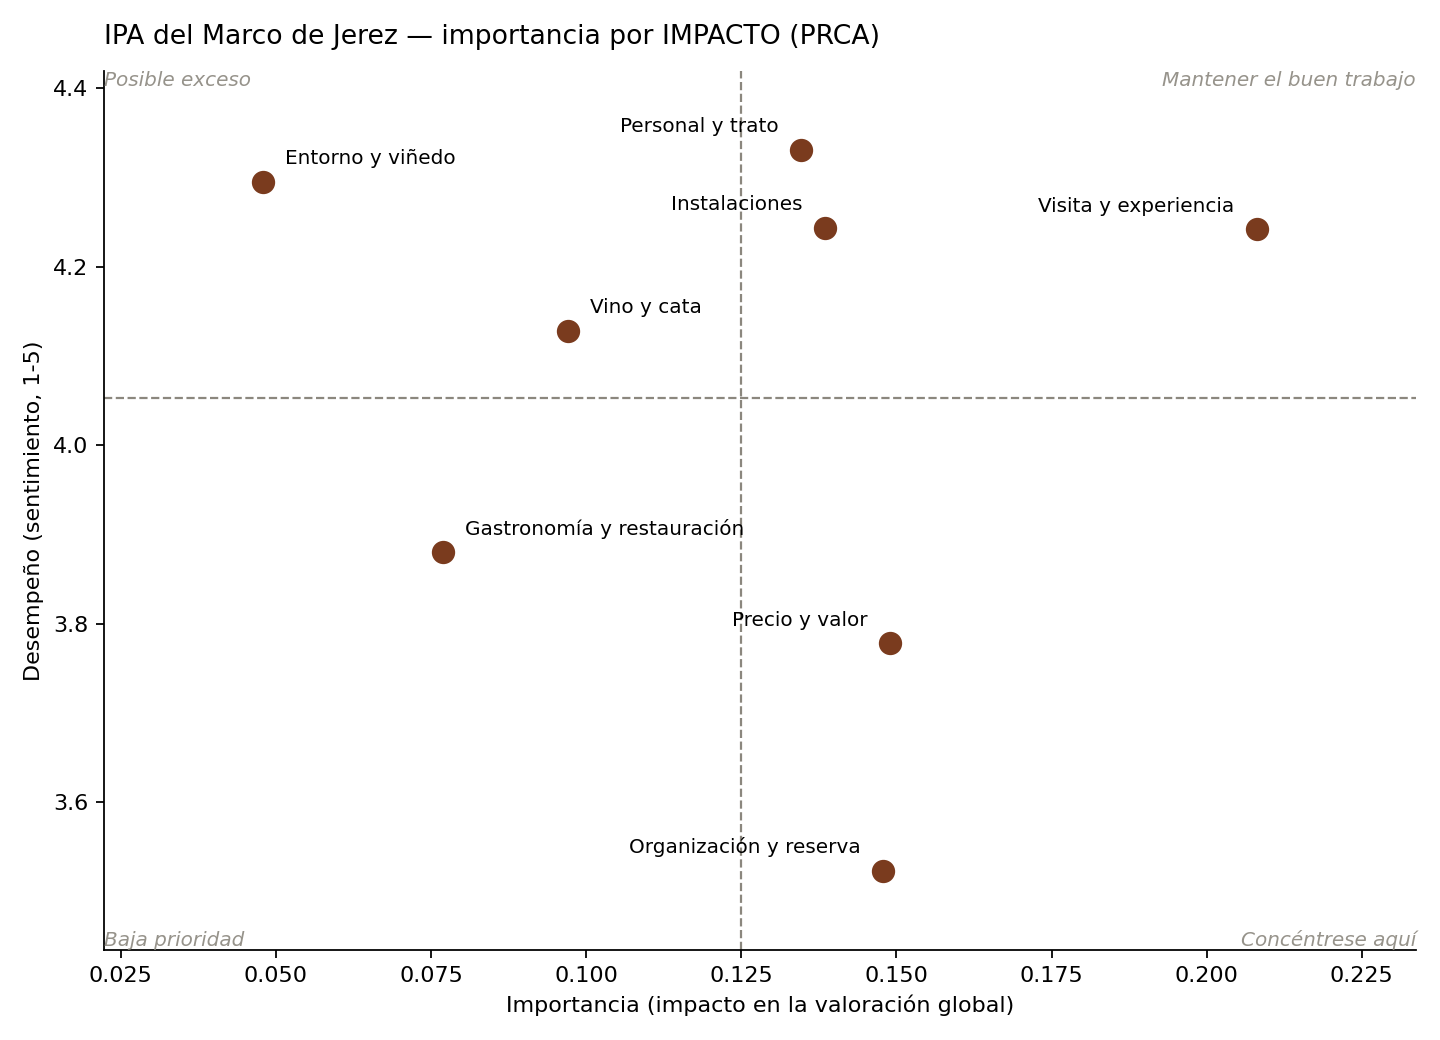 IPA del Marco de Jerez — importancia por IMPACTO (PRCA)
Posible exceso
Mantener el buen trabajo
4.4
Personal y trato
Entorno y viñedo
Instalaciones
Visita y experiencia
4.2
Vino y cata
4.0
Gastronomía y restauración
3.8
Precio y valor
3.6
Organización y reserva
Desempeño (sentimiento, 1-5)
Baja prioridad
Concéntrese aquí
0.025
0.050
0.075
0.100
0.125
0.150
0.175
0.200
0.225
Importancia (impacto en la valoración global)